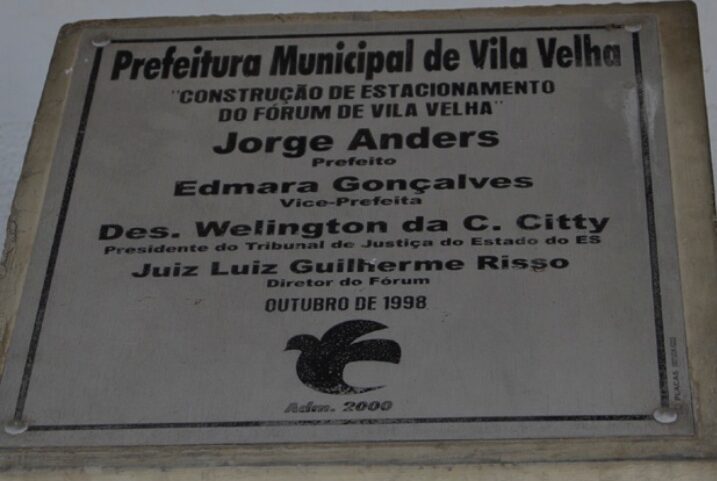 Prefeitura Municipal de Vila Velha
"CONSTRUÇÃO DE ESTACIONAMENTO
DO FÓRUM DE VILA VELHA"
Jorge Anders
Prefeito
Edmara Gonçalves
Vice-Prefeita
Des. Welington da C. Citty
Presidente do Tribunal de Justiça do Estado do ES
Juiz Luiz Guilherme Risso
Diretor do Fórum
OUTUBRO DE 1998
Adm. 2000
PLACAS